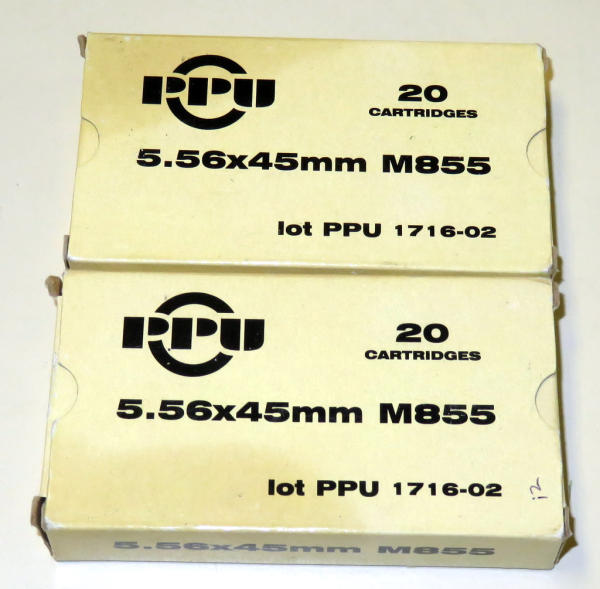 PPU
20
CARTRIDGES
5.56x45mm M855
lot PPU 1716-02
PPU
20
CARTRIDGES
5.56x45mm M855
lot PPU 1716-02
5.56x45mm M855